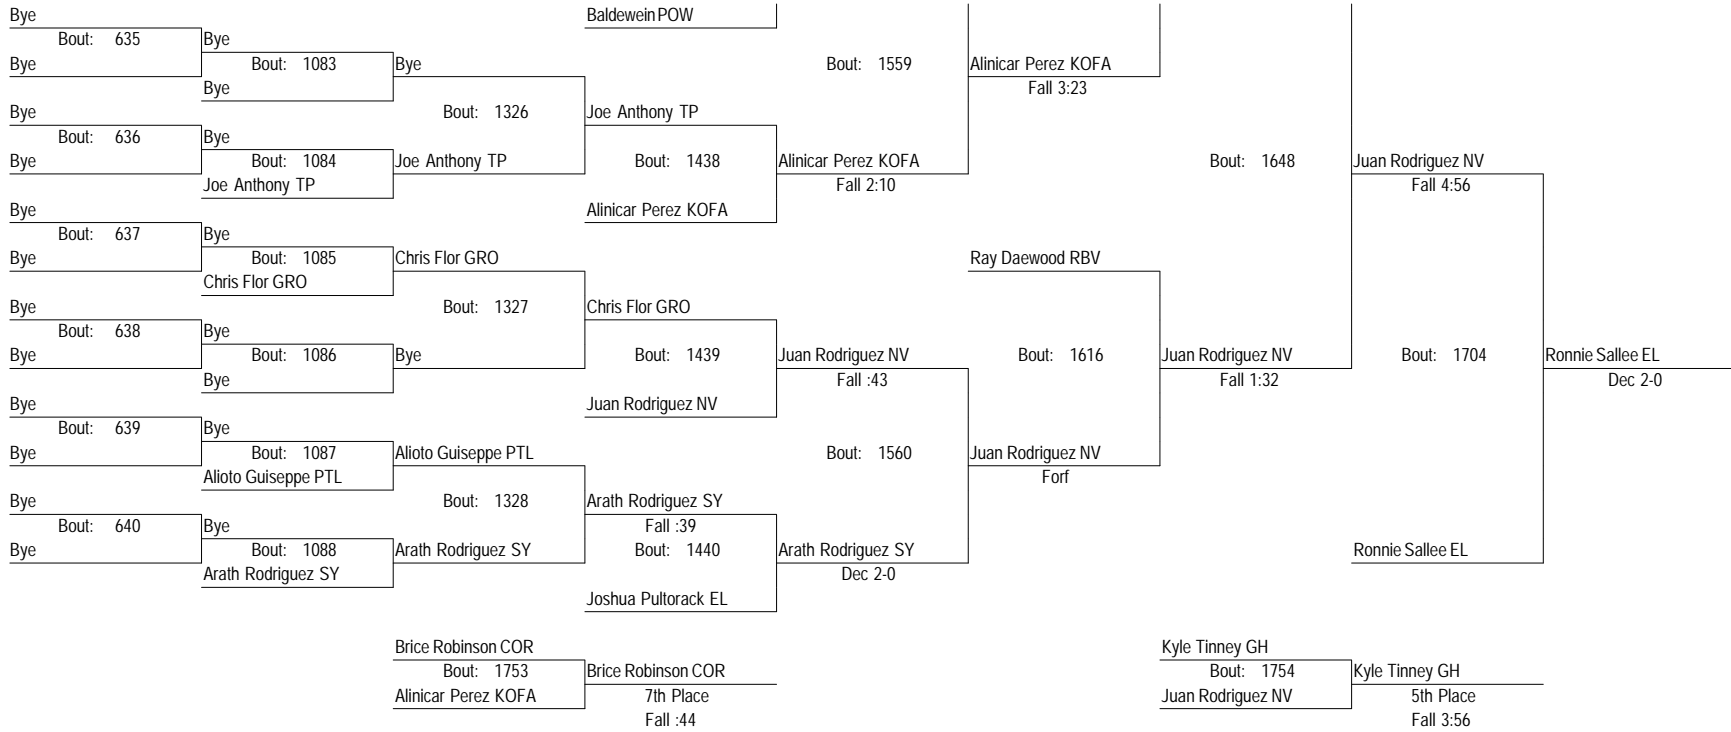 Bye
Baldewein POW
Bout: 635
Bye
Bye
Bout: 1083
Bye
Bout: 1559
Alinicar Perez KOFA
Bye
Fall 3:23
Bye
Bout: 1326
Joe Anthony TP
Bout: 636
Bye
Bye
Bout: 1084
Joe Anthony TP
Bout: 1438
Alinicar Perez KOFA
Bout: 1648
Juan Rodriguez NV
Joe Anthony TP
Fall 2:10
Fall 4:56
Bye
Alinicar Perez KOFA
Bout: 637
Bye
Bye
Bout: 1085
Chris Flor GRO
Ray Daewood RBV
Chris Flor GRO
Bye
Bout: 1327
Chris Flor GRO
Bout: 638
Bye
Bye
Bout: 1086
Bye
Bout: 1439
Juan Rodriguez NV
Bout: 1616
Juan Rodriguez NV
Bout: 1704
Ronnie Sallee EL
Bye
Fall :43
Fall 1:32
Dec 2-0
Bye
Juan Rodriguez NV
Bout: 639
Bye
Bye
Bout: 1087
Alioto Guiseppe PTL
Bout: 1560
Juan Rodriguez NV
Alioto Guiseppe PTL
Forf
Bye
Bout: 1328
Arath Rodriguez SY
Bout: 640
Bye
Fall :39
Bye
Bout: 1088
Arath Rodriguez SY
Bout: 1440
Arath Rodriguez SY
Ronnie Sallee EL
Arath Rodriguez SY
Dec 2-0
Joshua Pultorack EL
Brice Robinson COR
Kyle Tinney GH
Bout: 1753
Brice Robinson COR
Bout: 1754
Kyle Tinney GH
Alinicar Perez KOFA
7th Place
Juan Rodriguez NV
5th Place
Fall :44
Fall 3:56